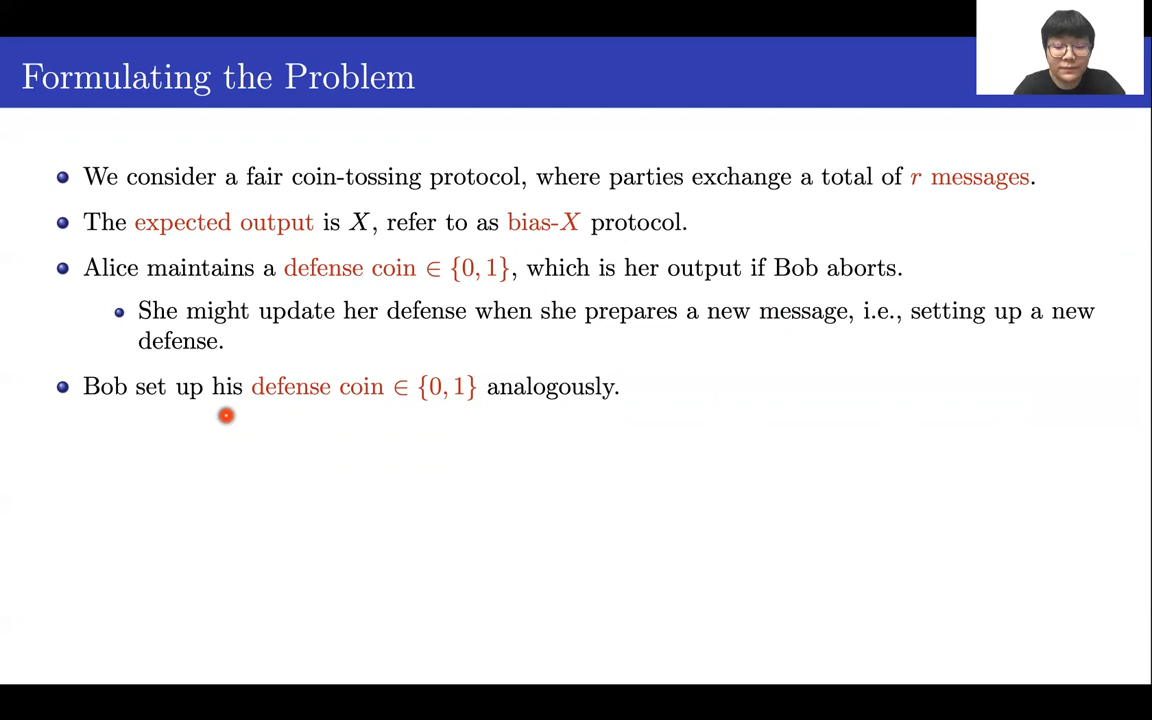 Formulating the Problem
We consider a fair coin-tossing protocol, where parties exchange a total of r messages.
The expected output is X, refer to as bias-X protocol.
Alice maintains a defense coin ∈ {0, 1}, which is her output if Bob aborts.
She might update her defense when she prepares a new message, i.e., setting up a new
defense.
Bob set up his defense coin ∈ {0, 1} analogously.